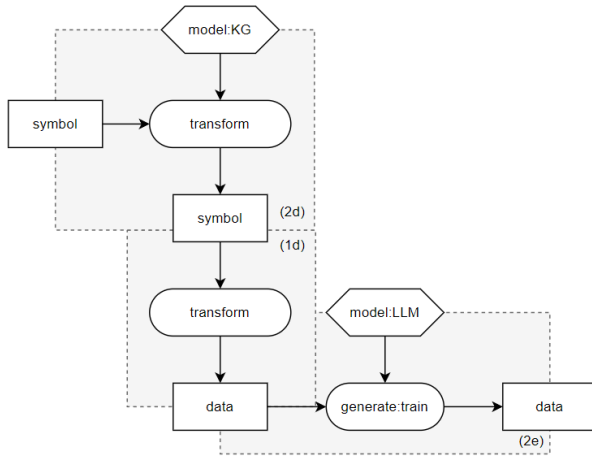 model:KG
symbol
transform
symbol
(2d)
(1d)
transform
model:LLM
data
generate:train
data
(2e)